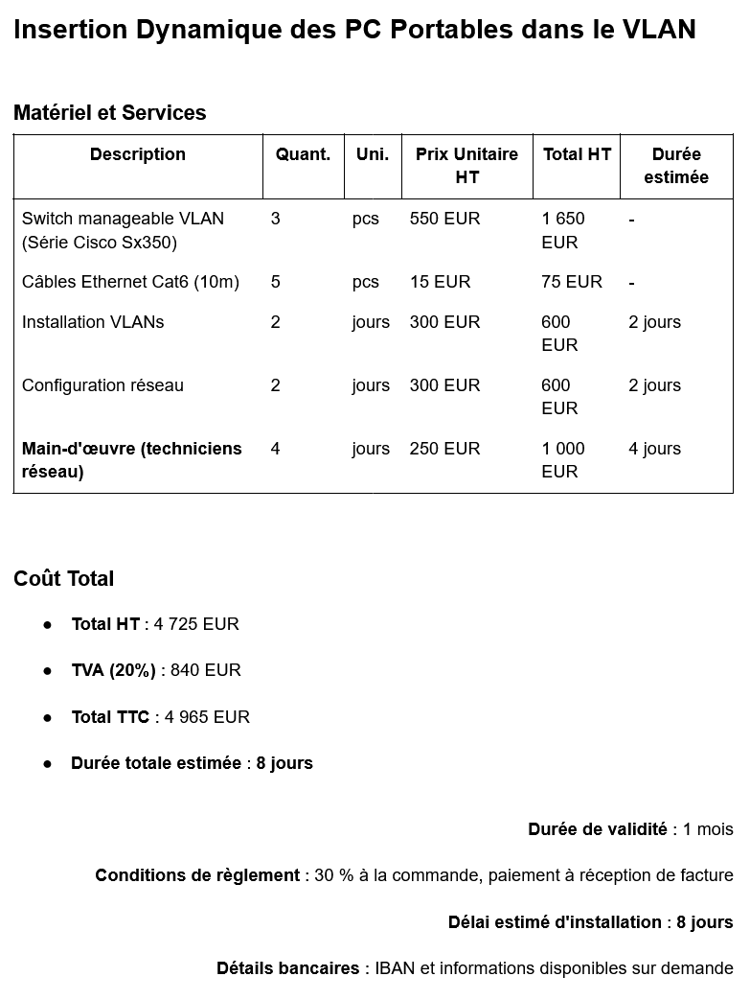 Insertion Dynamique des PC Portables dans le VLAN
Matériel et Services
Description Quant. Uni. Prix Unitaire HT Total HT Durée estimée
Switch manageable VLAN (Série Cisco Sx350) 3 pcs 550 EUR 1 650 EUR -
Câbles Ethernet Cat6 (10m) 5 pcs 15 EUR 75 EUR -
Installation VLANs 2 jours 300 EUR 600 EUR 2 jours
Configuration réseau 2 jours 300 EUR 600 EUR 2 jours
Main-d'œuvre (techniciens réseau) 4 jours 250 EUR 1 000 EUR 4 jours
Coût Total
● Total HT : 4 725 EUR
● TVA (20%) : 840 EUR
● Total TTC : 4 965 EUR
● Durée totale estimée : 8 jours
Durée de validité : 1 mois
Conditions de règlement : 30 % à la commande, paiement à réception de facture
Délai estimé d'installation : 8 jours
Détails bancaires : IBAN et informations disponibles sur demande